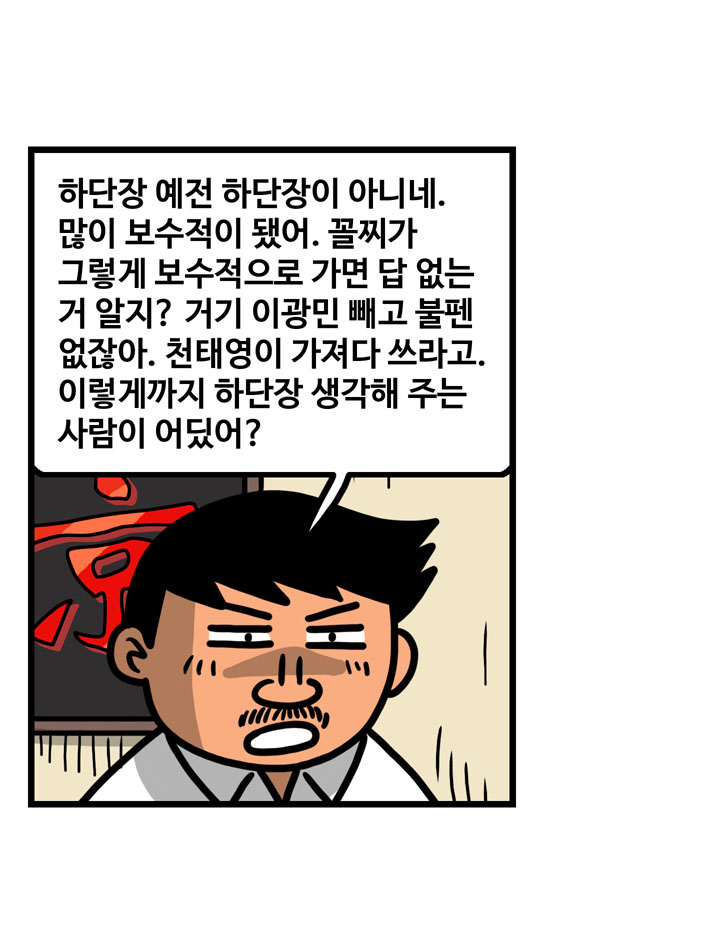 하단장 예전 하단장이 아니네.
많이 보수적이 됐어. 꼴찌가
그렇게 보수적으로 가면 답 없는
거 알지? 거기 이광민 빼고 불펜
없잖아. 천태영이 가져다 쓰라고.
이렇게까지 하단장 생각해 주는
사람이 어딨어?